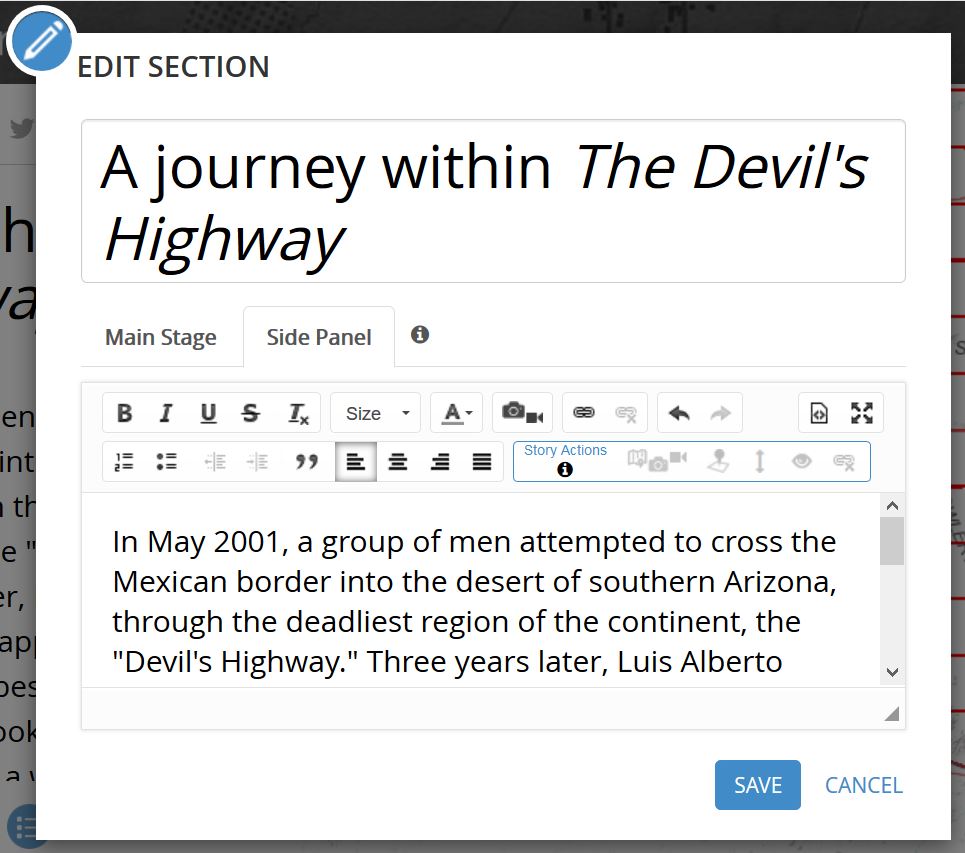 EDIT SECTION
A journey within The Devil's
Highway
Main Stage
Side Panel
B I U S Tx Size A
Story Actions
In May 2001, a group of men attempted to cross the
Mexican border into the desert of southern Arizona,
through the deadliest region of the continent, the
"Devil's Highway." Three years later, Luis Alberto
SAVE
CANCEL